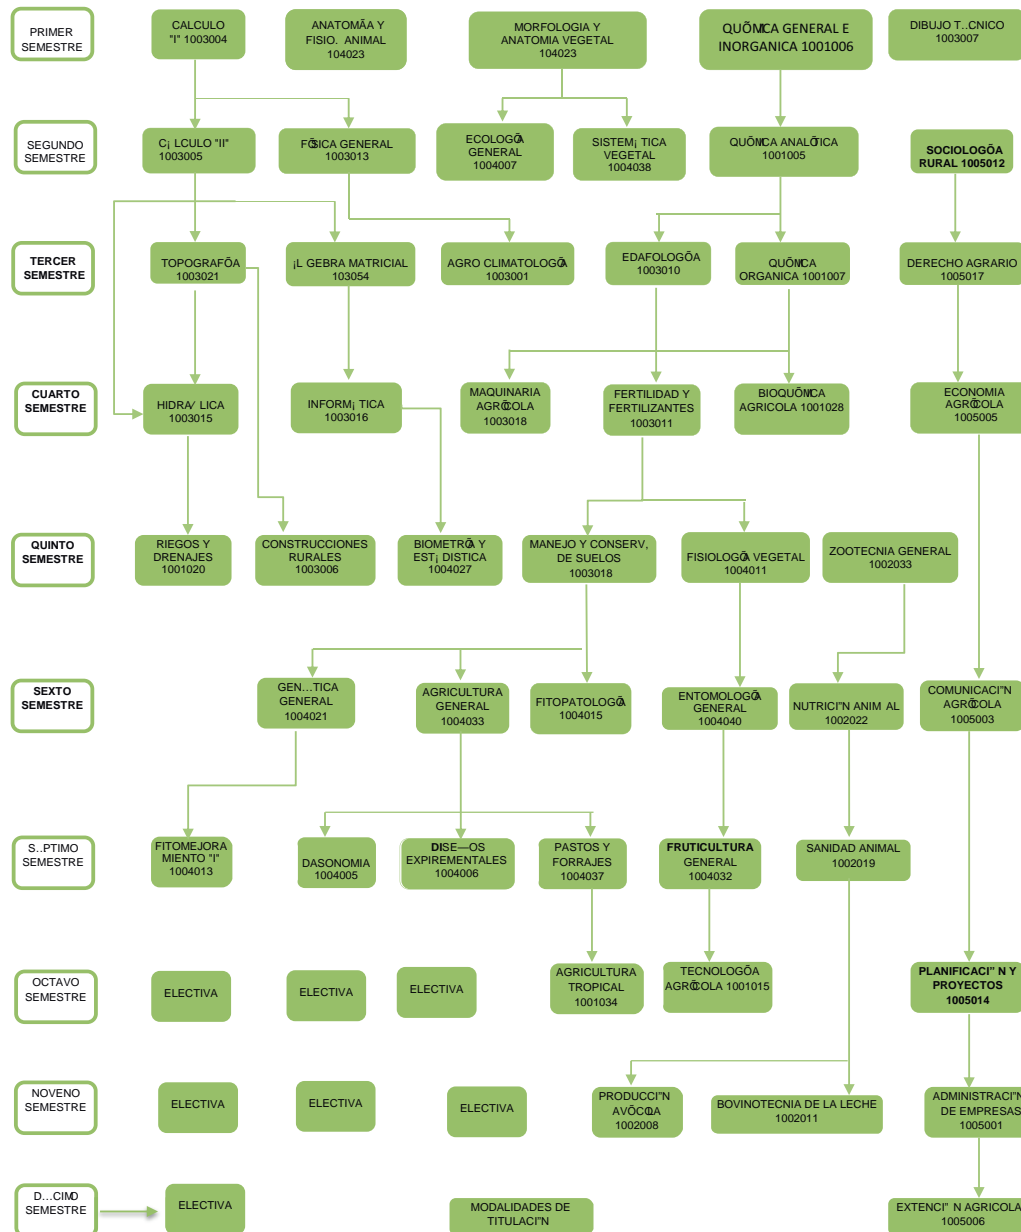 PRIMER
SEMESTRE
CALCULO
"I" 1003004
ANATOMÃA Y
FISIO. ANIMAL
104023
MORFOLOGIA Y
ANATOMIA VEGETAL
104023
QUÕMICA GENERAL E
INORGANICA 1001006
DIBUJO T..CNICO
1003007
SEGUNDO
SEMESTRE
C¡ LCULO "II"
1003005
FÕSICA GENERAL
1003013
ECOLOGÕA
GENERAL
1004007
SISTEM¡ TICA
VEGETAL
1004038
QUÕMICA ANALÕTICA
1001005
SOCIOLOGÕA
RURAL 1005012
TERCER
SEMESTRE
TOPOGRAFÕA
1003021
¡L GEBRA MATRICIAL
103054
AGRO CLIMATOLOGÕA
1003001
EDAFOLOGÕA
1003010
QUÕMICA
ORGANICA 1001007
DERECHO AGRARIO
1005017
CUARTO
SEMESTRE
HIDRA/ LICA
1003015
INFORM¡ TICA
1003016
MAQUINARIA
AGRÕCOLA
1003018
FERTILIDAD Y
FERTILIZANTES
1003011
BIOQUÕMICA
AGRICOLA 1001028
ECONOMIA
AGRÕCOLA
1005005
QUINTO
SEMESTRE
RIEGOS Y
DRENAJES
1001020
CONSTRUCCIONES
RURALES
1003006
BIOMETRÕA Y
EST¡ DISTICA
1004027
MANEJO Y CONSERV,
DE SUELOS
1003018
FISIOLOGÕA VEGETAL
1004011
ZOOTECNIA GENERAL
1002033
SEXTO
SEMESTRE
GEN...TICA
GENERAL
1004021
AGRICULTURA
GENERAL
1004033
FITOPATOLOGÕA
1004015
ENTOMOLOGÕA
GENERAL
1004040
NUTRICI"N ANIM AL
1002022
COMUNICACI"N
AGRÕCOLA
1005003
S..PTIMO
SEMESTRE
FITOMEJORA
MIENTO "I"
1004013
DASONOMIA
1004005
DISE—OS
EXPIREMENTALES
1004006
PASTOS Y
FORRAJES
1004037
FRUTICULTURA
GENERAL
1004032
SANIDAD ANIMAL
1002019
OCTAVO
SEMESTRE
ELECTIVA
ELECTIVA
ELECTIVA
AGRICULTURA
TROPICAL
1001034
TECNOLOGÕA
AGRÕCOLA 1001015
PLANIFICACI" N Y
PROYECTOS
1005014
NOVENO
SEMESTRE
ELECTIVA
ELECTIVA
ELECTIVA
PRODUCCI"N
AVÕCOLA
1002008
BOVINOTECNIA DE LA LECHE
1002011
ADMINISTRACI"N
DE EMPRESAS
1005001
D...CIMO
SEMESTRE
ELECTIVA
MODALIDADES DE
TITULACI"N
EXTENCI" N AGRICOLA
1005006